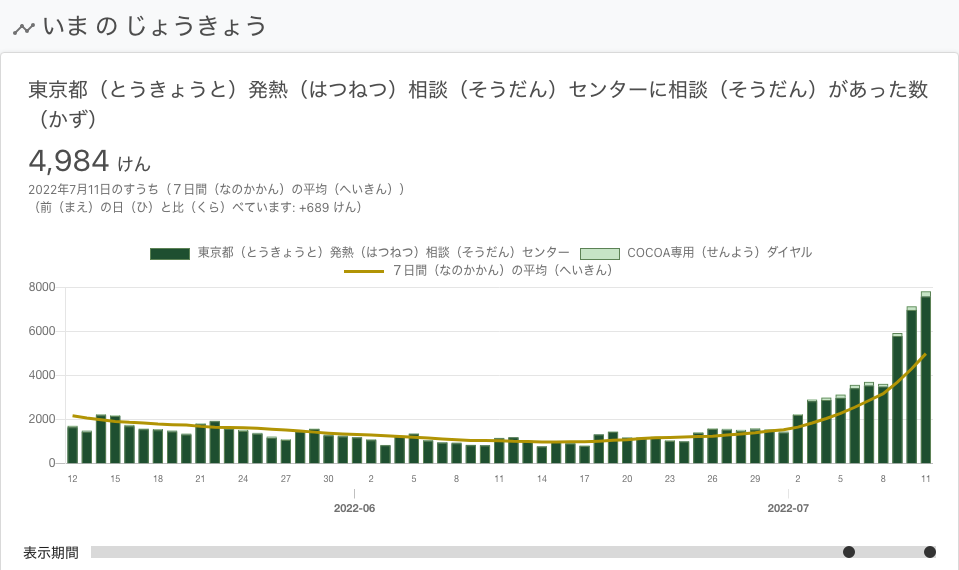 いま の じょうきょう
東京都（とうきょうと）発熱（はつねつ）相談（そうだん）センターに相談（そうだん）があった数
（かず）
4,984 けん
2022年7月11日のすうち（７日間（なのかかん）の平均（へいきん））
（前（まえ）の日（ひ）と比（くら）べています: +689 けん）
東京都（とうきょうと）発熱（はつねつ）相談（そうだん）センター COCOA専用（せんよう）ダイヤル
７日間（なのかかん）の平均（へいきん）
8000
6000
4000
2000
0
12 15 18 21 24 27 30 2 5 8 11 14 17 20 23 26 29 2 5 8 11
2022-06 2022-07
表示期間